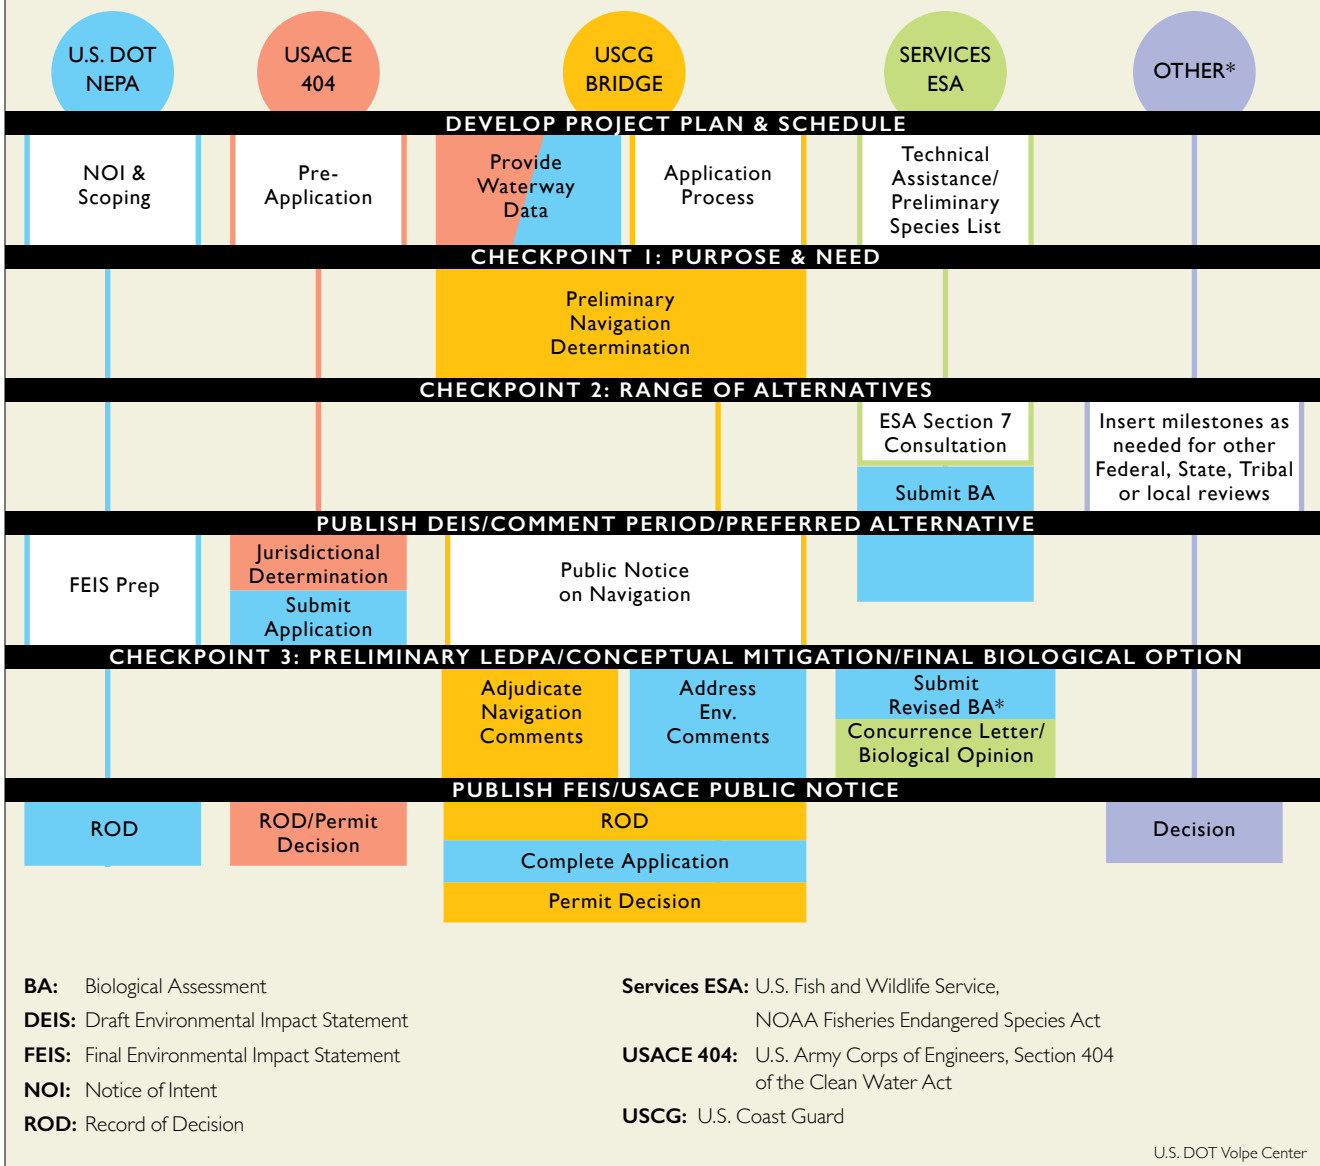 U.S. DOT
NEPA
USACE
404
USCG
BRIDGE
SERVICES
ESA
OTHER*
DEVELOP PROJECT PLAN & SCHEDULE
NOI &
Scoping
Pre-
Application
Provide
Waterway
Data
Application
Process
Technical
Assistance/
Preliminary
Species List
CHECKPOINT 1: PURPOSE & NEED
Preliminary
Navigation
Determination
CHECKPOINT 2: RANGE OF ALTERNATIVES
ESA Section 7
Consultation
Submit BA
Insert milestones as
needed for other
Federal, State, Tribal
or local reviews
PUBLISH DEIS/COMMENT PERIOD/PREFERRED ALTERNATIVE
FEIS Prep
Jurisdictional
Determination
Submit
Application
Public Notice
on Navigation
CHECKPOINT 3: PRELIMINARY LEDPA/CONCEPTUAL MITIGATION/FINAL BIOLOGICAL OPTION
Adjudicate
Navigation
Comments
Address
Env.
Comments
Submit
Revised BA*
Concurrence Letter/
Biological Opinion
PUBLISH FEIS/USACE PUBLIC NOTICE
ROD
ROD/Permit
Decision
ROD
Complete Application
Permit Decision
Decision
BA: Biological Assessment
DEIS: Draft Environmental Impact Statement
FEIS: Final Environmental Impact Statement
NOI: Notice of Intent
ROD: Record of Decision
Services ESA: U.S. Fish and Wildlife Service,
NOAA Fisheries Endangered Species Act
USACE 404: U.S. Army Corps of Engineers, Section 404
of the Clean Water Act
USCG: U.S. Coast Guard
U.S. DOT Volpe Center